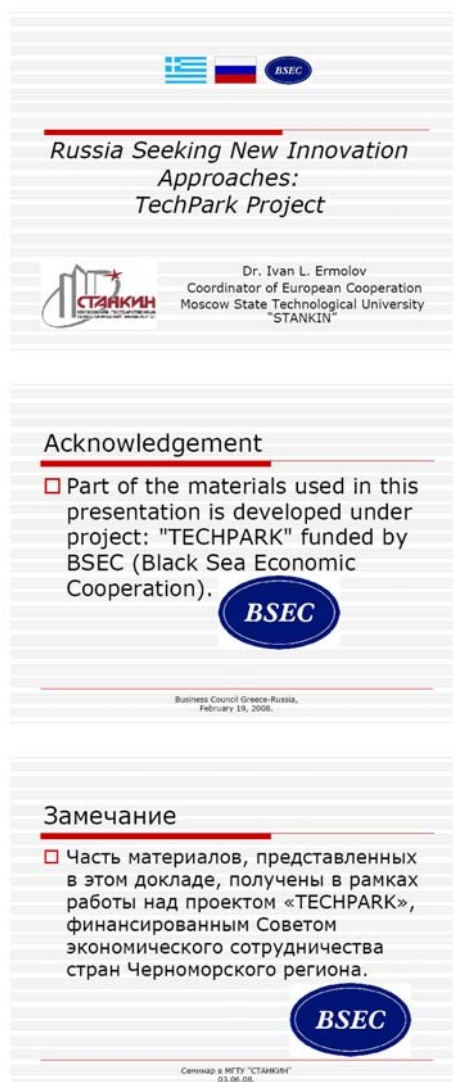 BSEC
Russia Seeking New Innovation
Approaches:
TechPark Project
СТАНКИН
Dr. Ivan L. Ermolov
Coordinator of European Cooperation
Moscow State Technological University
"STANKIN"
Acknowledgement
Part of the materials used in this
presentation is developed under
project: "TECHPARK" funded by
BSEC (Black Sea Economic
Cooperation).
BSEC
Business Council Greece-Russia,
February 19, 2008.
Замечание
Часть материалов, представленных
в этом докладе, получены в рамках
работы над проектом «TECHPARK»,
финансированным Советом
экономического сотрудничества
стран Черноморского региона.
BSEC
Семинар в МГТУ "СТАНКИН"
03.06.08.